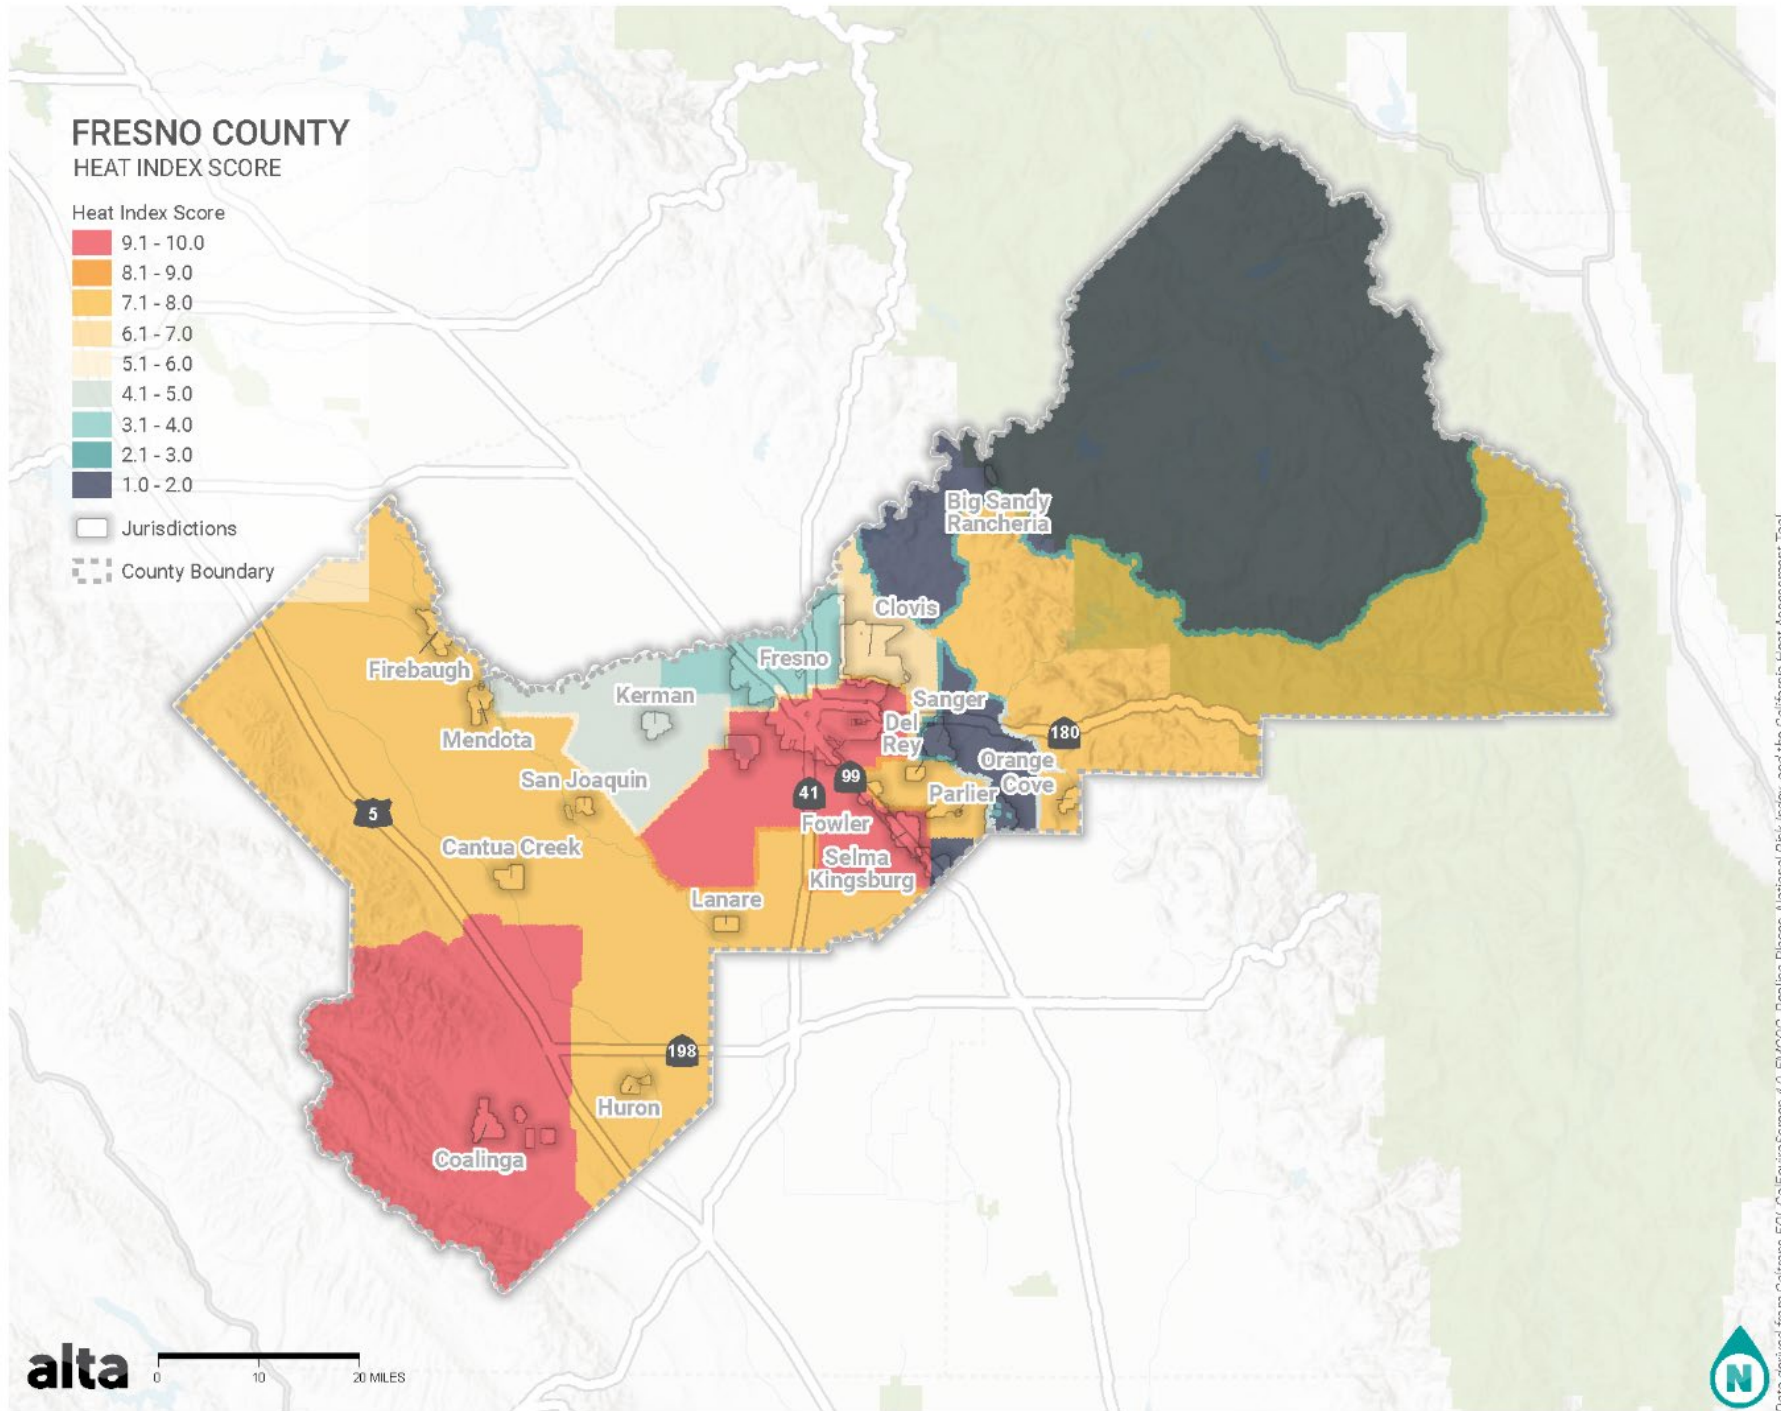 FRESNO COUNTY
HEAT INDEX SCORE
Heat Index Score
9.1 - 10.0
8.1 - 9.0
7.1 - 8.0
6.1 - 7.0
5.1 - 6.0
4.1 - 5.0
3.1 - 4.0
2.1 - 3.0
1.0 - 2.0
Jurisdictions
County Boundary
Big Sandy
Rancheria
Clovis
Fresno
Firebaugh
Kerman
Sanger
Mendota
Del
Rey
180
Orange
Cove
San Joaquin
99
41
Parlier
5
Fowler
Cantua Creek
Selma
Kingsburg
Lanare
198
Huron
Coalinga
alta
0
10
20 MILES
N